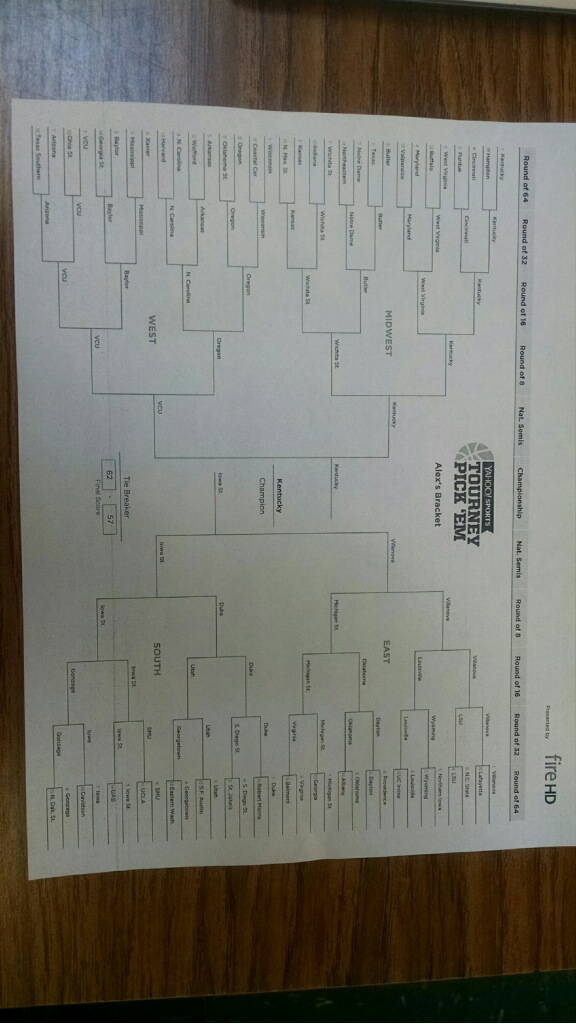 Presented by fire HD
YAHOO! SPORTS
TOURNEY
PICK 'EM
Alex's Bracket
Round of 64 Round of 32 Round of 16 Round of 8 Nat. Semis Championship Nat. Semis Round of 8 Round of 16 Round of 32 Round of 64
Kentucky
Hampton
Cincinnati
Purdue
West Virginia
Buffalo
Maryland
Valparaiso
Butler
Texas
Notre Dame
Northeastern
Wichita St.
Indiana
Kansas
N. Mex. St.
Kentucky
Cincinnati
West Virginia
Maryland
Butler
Notre Dame
Wichita St.
Kansas
Kentucky
West Virginia
Butler
Wichita St.
Kentucky
Wichita St.
Kentucky
MIDWEST
Wisconsin
Coastal Car.
Oregon
Oklahoma St.
Arkansas
Wofford
N. Carolina
Harvard
Xavier
Mississippi
Baylor
Georgia St.
VCU
Ohio St.
Arizona
Texas Southern
Wisconsin
Oregon
Arkansas
N. Carolina
Mississippi
Baylor
VCU
Arizona
Oregon
N. Carolina
Baylor
VCU
Oregon
VCU
VCU
WEST
Kentucky
Kentucky
Champion
Iowa St.
Tie Breaker
62 - 57
Final Score
Villanova
Villanova
Michigan St.
Villanova
Louisville
Oklahoma
Michigan St.
Villanova
LSU
Wyoming
Louisville
Dayton
Oklahoma
Michigan St.
Virginia
Villanova
Lafayette
N.C. State
LSU
Northern Iowa
Wyoming
Louisville
UC Irvine
Providence
Dayton
Oklahoma
Albany
Michigan St.
Georgia
Virginia
Belmont
EAST
Iowa St.
Duke
Iowa St.
Duke
Utah
Iowa St.
Gonzaga
Duke
S. Diego St.
Utah
Georgetown
SMU
Iowa St.
Iowa
Gonzaga
Duke
Robert Morris
S. Diego St.
St. John's
Utah
S.F. Austin
Georgetown
Eastern Wash.
SMU
UCLA
Iowa St.
UAB
Iowa
Davidson
Gonzaga
N. Dak. St.
SOUTH